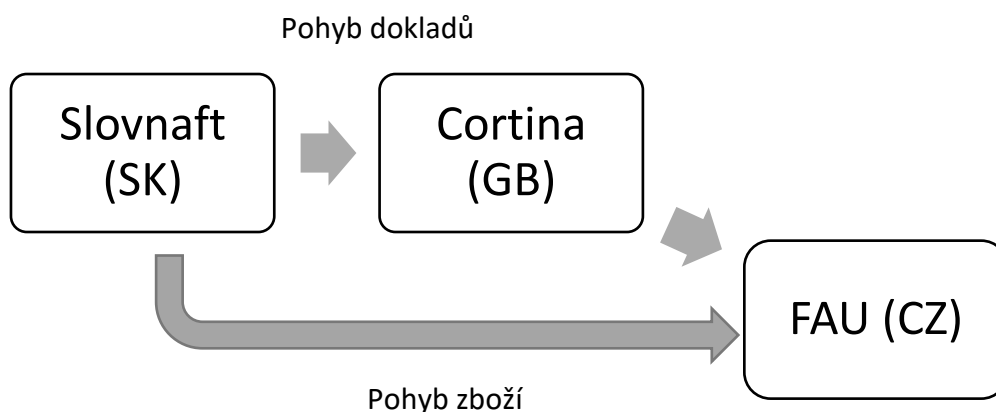 Pohyb dokladů
Slovnaft
(SK)
Cortina
(GB)
FAU (CZ)
Pohyb zboží